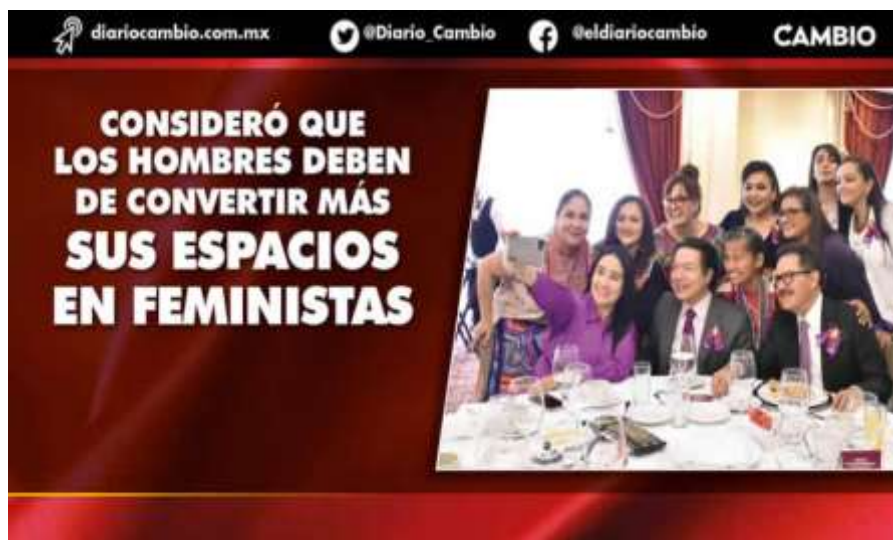 diariocambio.com.mx
@Diario_Cambio
@eldiariocambio
CAMBIO
CONSIDERÓ QUE
LOS HOMBRES DEBEN
DE CONVERTIR MÁS
SUS ESPACIOS
EN FEMINISTAS